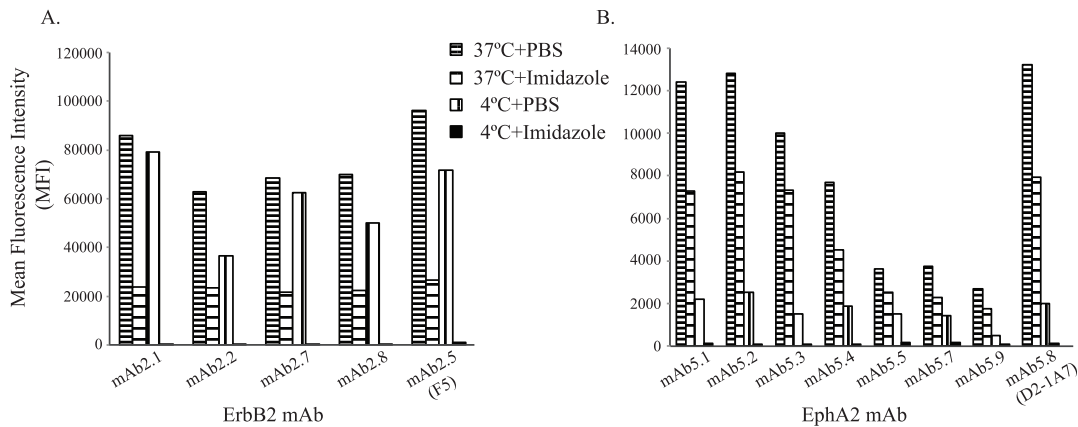 A.
Mean Fluorescence Intensity
(MFI)
120000
100000
80000
60000
40000
20000
0
37ºC+PBS
37ºC+Imidazole
4ºC+PBS
4ºC+Imidazole
mAb2.1
mAb2.2
mAb2.7
mAb2.8
mAb2.5
(F5)
ErbB2 mAb
B.
14000
12000
10000
8000
6000
4000
2000
0
mAb5.1
mAb5.2
mAb5.3
mAb5.4
mAb5.5
mAb5.7
mAb5.9
mAb5.8
(D2-1A7)
EphA2 mAb